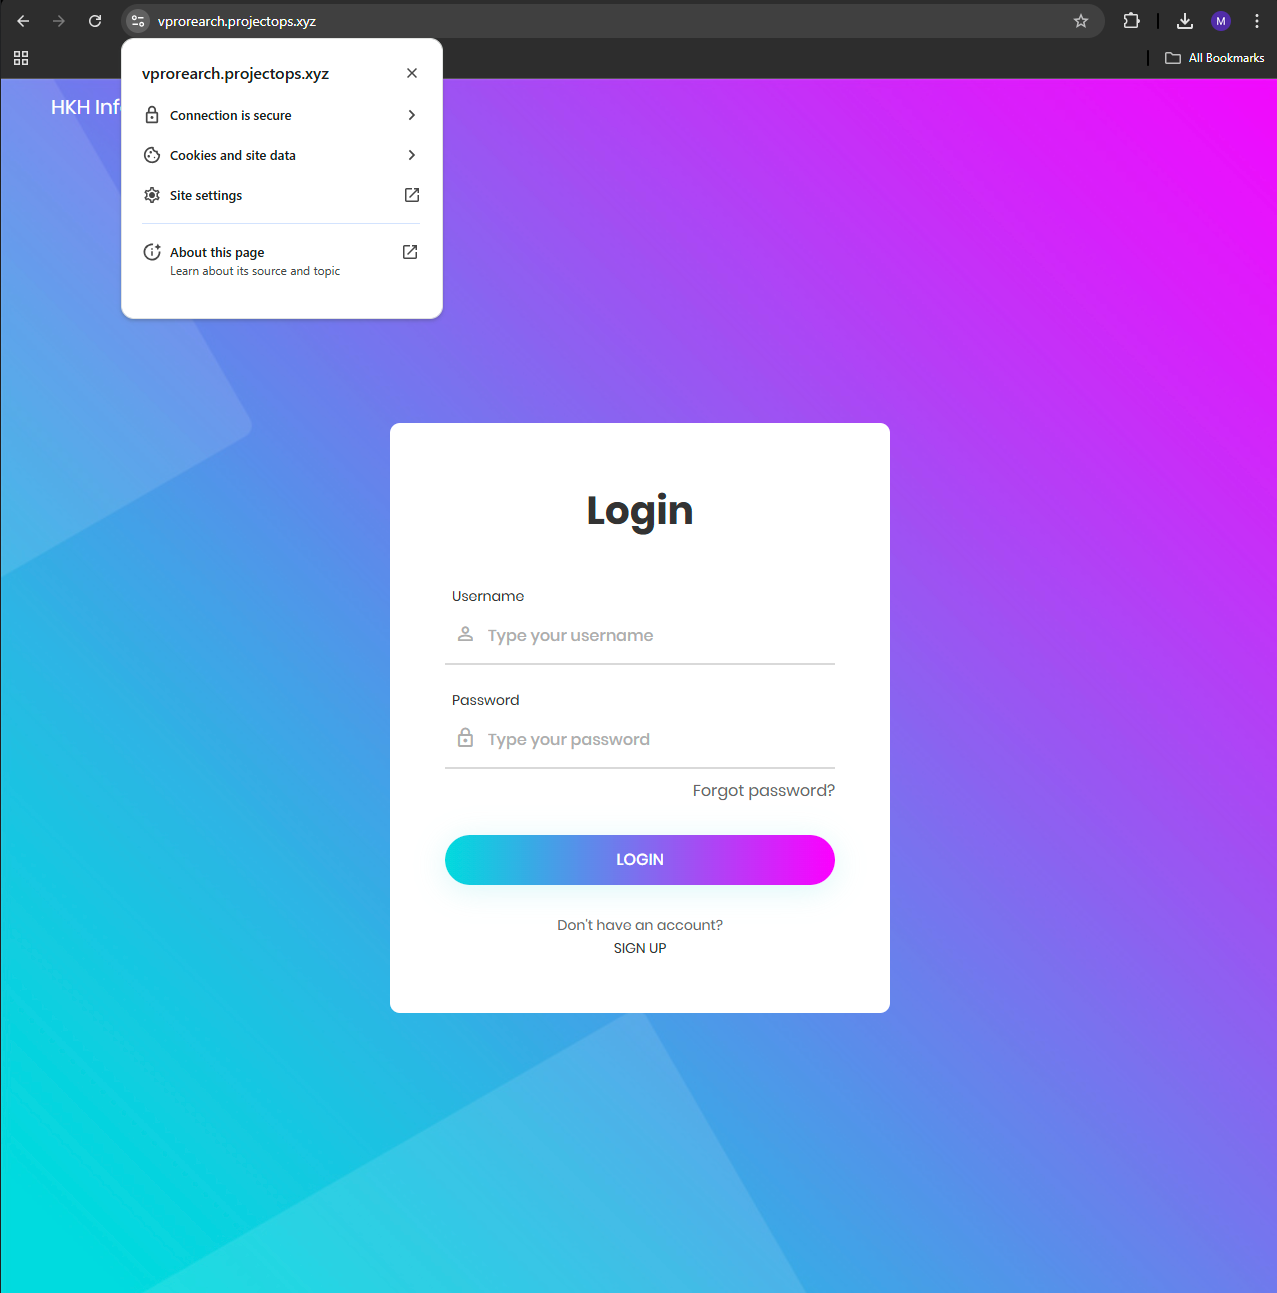 vprorearch.projectops.xyz
M
All Bookmarks
vprorearch.projectops.xyz
Connection is secure
Cookies and site data
Site settings
About this page
Learn about its source and topic
HKH Inf
Login
Username
Type your username
Password
Type your password
Forgot password?
LOGIN
Don't have an account?
SIGN UP